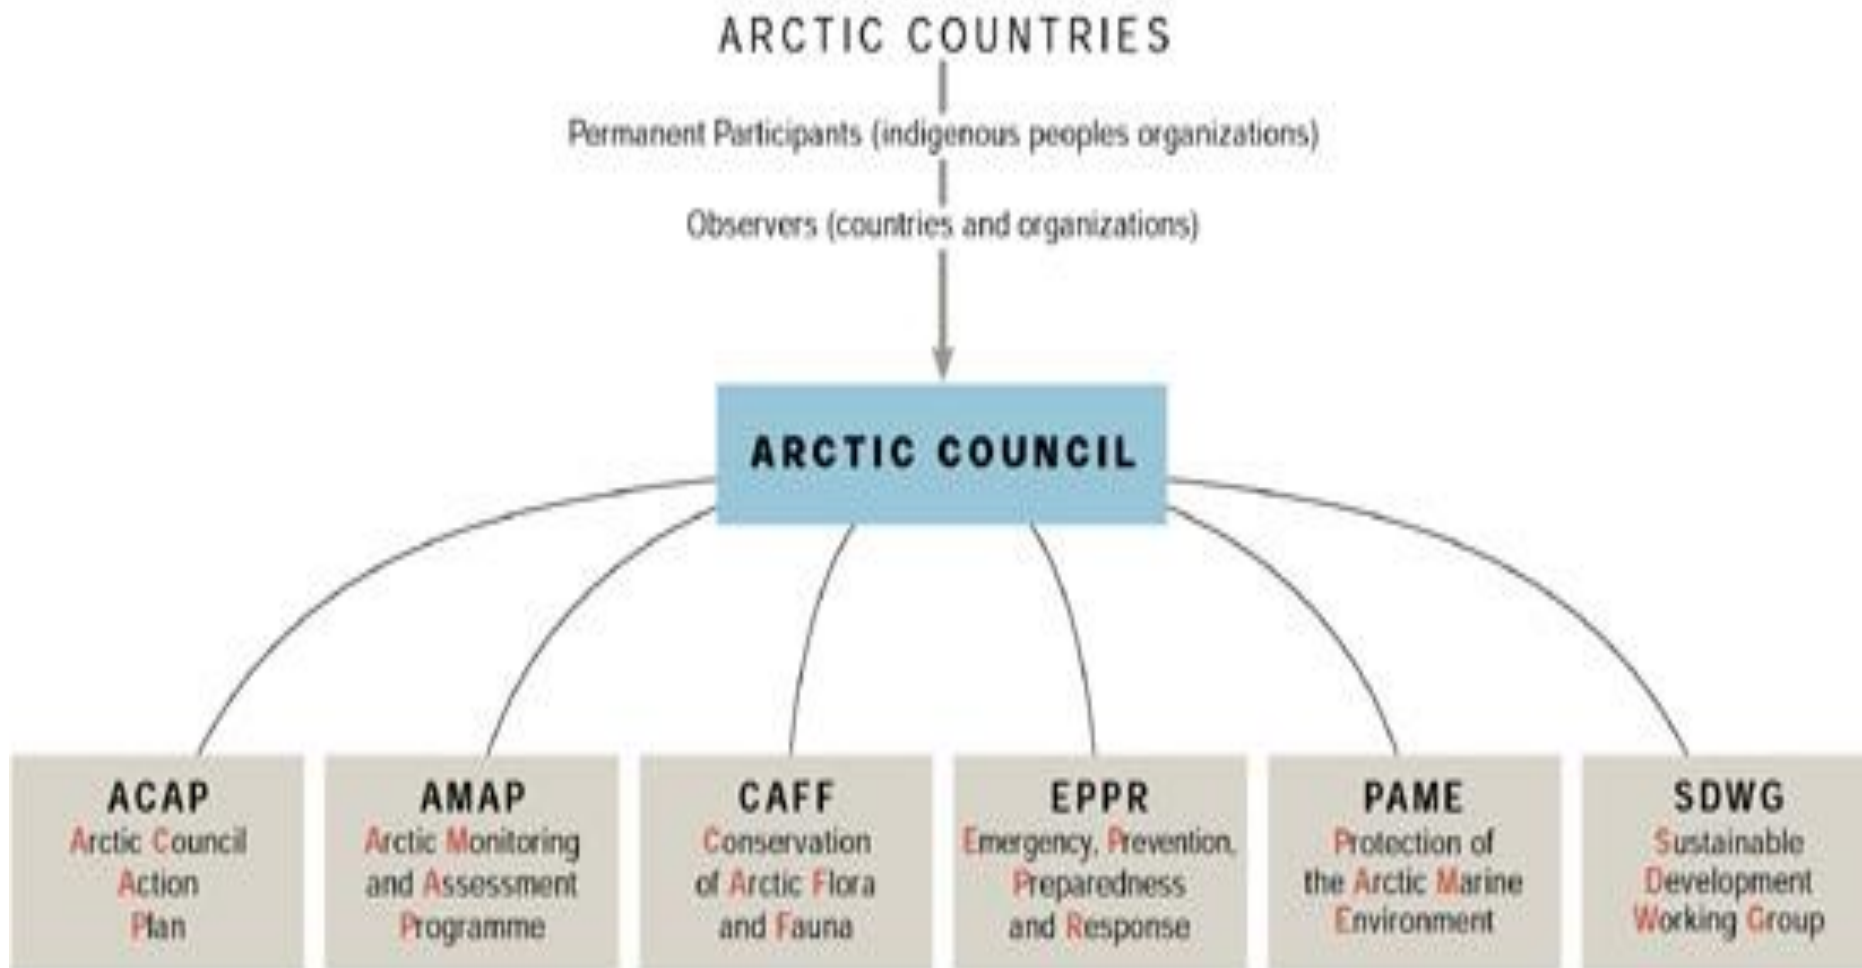 ARCTIC COUNTRIES
Permanent Participants (indigenous peoples organizations)
Observers (countries and organizations)
ARCTIC COUNCIL
ACAP
Arctic Council
Action
Plan
AMAP
Arctic Monitoring
and Assessment
Programme
CAFF
Conservation
of Arctic Flora
and Fauna
EPPR
Emergency, Prevention,
Preparedness
and Response
PAME
Protection of
the Arctic Marine
Environment
SDWG
Sustainable
Development
Working Group